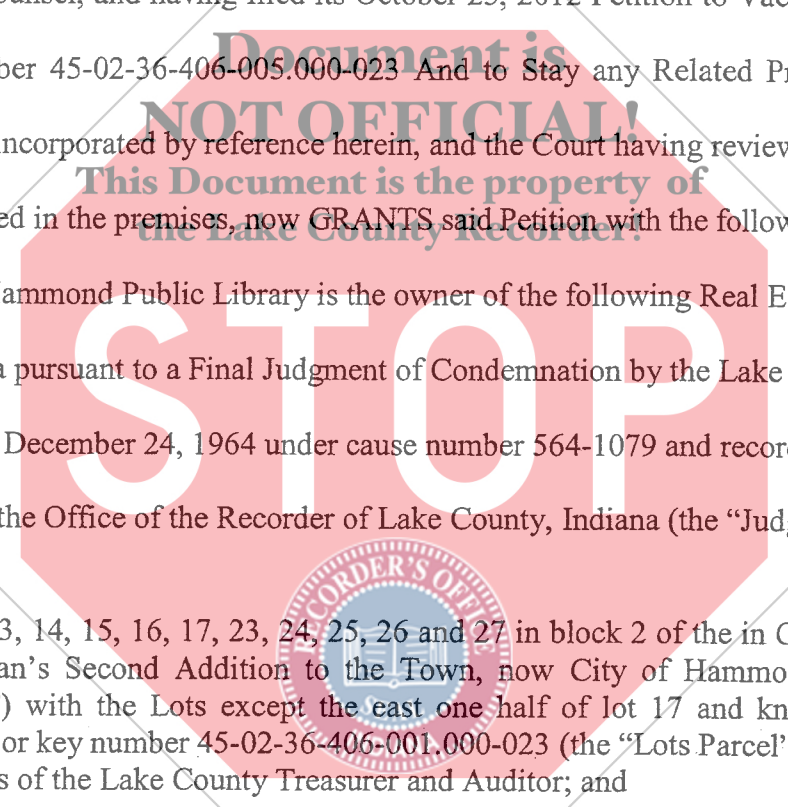 ounsel, and having filed its October 25, 2012 Petition to Vac
Document is
ber 45-02-36-406-005.000-023 And to Stay any Related Pr
NOT OFFICIAL!
incorporated by reference herein, and the Court having review
This Document is the property of
ed in the premises, now GRANTS said Petition with the follow
the Lake County Recorder!
Hammond Public Library is the owner of the following Real E
STOP
a pursuant to a Final Judgment of Condemnation by the Lake
December 24, 1964 under cause number 564-1079 and record
the Office of the Recorder of Lake County, Indiana (the “Judg
RECORDER'S OFFICE
3, 14, 15, 16, 17, 23, 24, 25, 26 and 27 in block 2 of the in C
an’s Second Addition to the Town, now City of Hammo
) with the Lots except the east one half of lot 17 and kn
SEAL
or key number 45-02-36-406-001.000-023 (the “Lots Parcel”
s of the Lake County Treasurer and Auditor; and